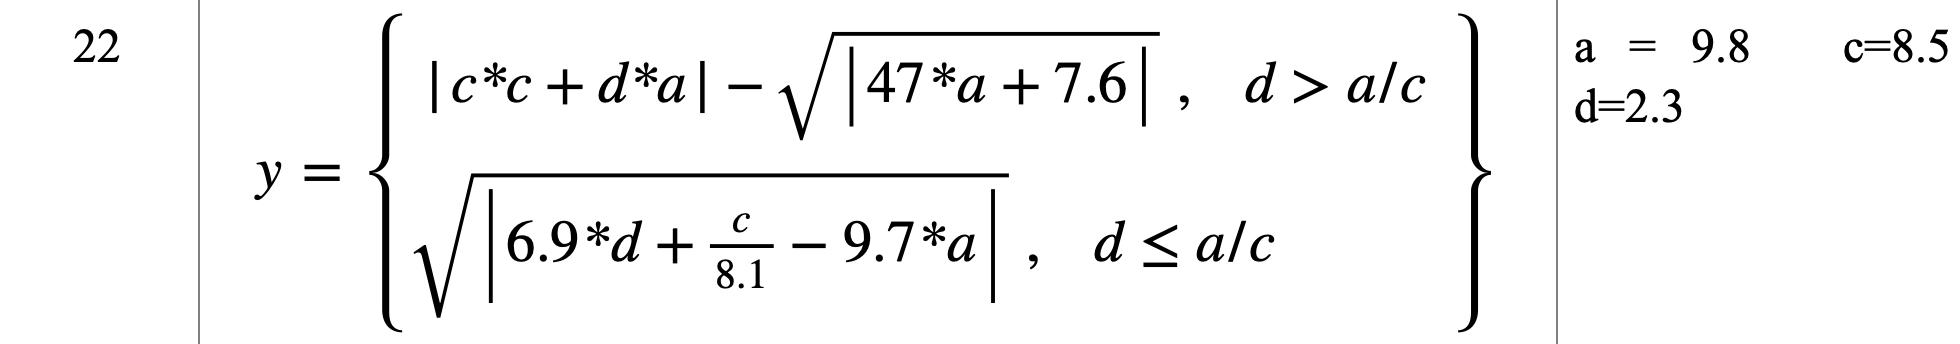 22
y = { |c*c + d*a| − √|47*a + 7.6| , d > a/c
√|6.9*d + c/8.1 − 9.7*a| , d ≤ a/c }
a = 9.8 c=8.5
d=2.3